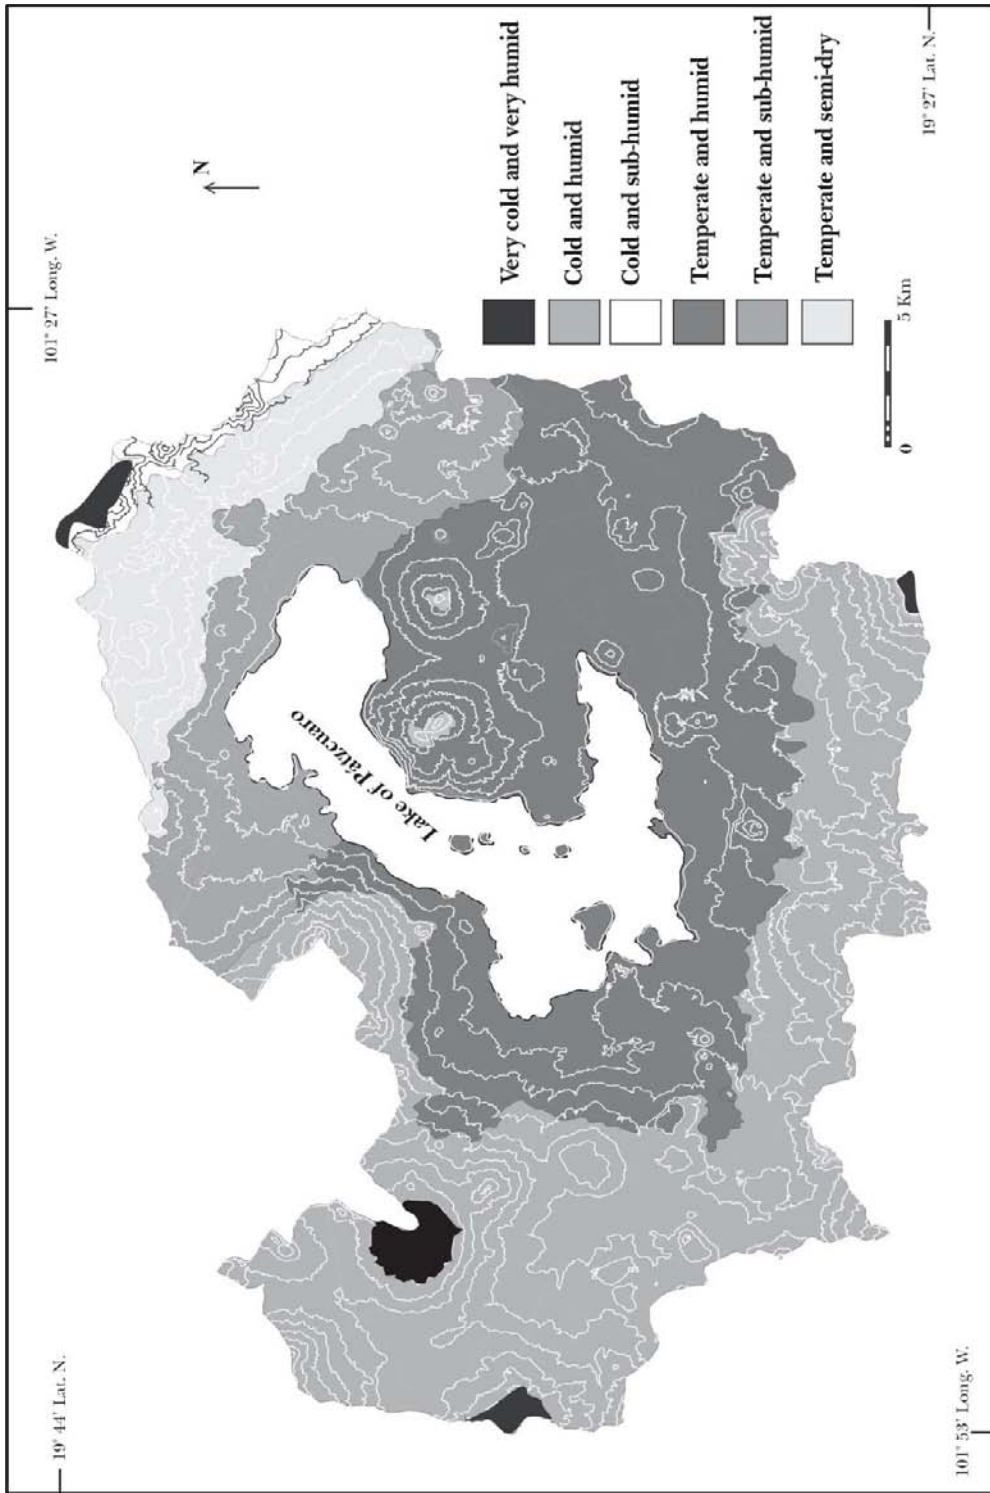 19° 44' Lat. N.
101° 27' Long. W.
N
Lake of Pátzcuaro
Very cold and very humid
Cold and humid
Cold and sub-humid
Temperate and humid
Temperate and sub-humid
Temperate and semi-dry
0 5 Km
101° 53' Long. W.
19° 27' Lat. N.